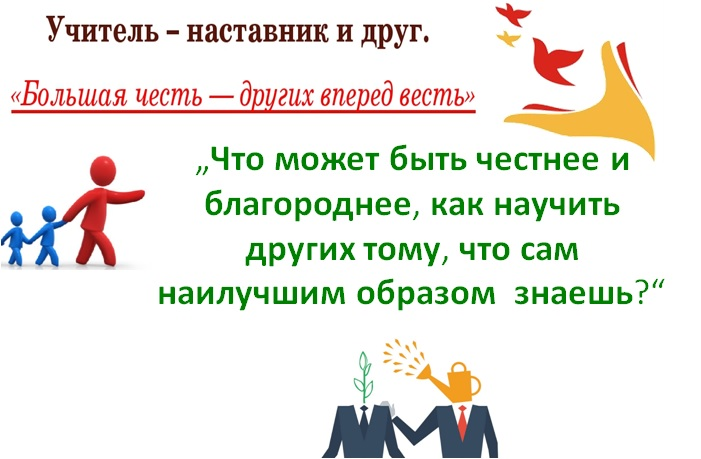 Учитель – наставник и друг.
«Большая честь — других вперед весть»
„Что может быть честнее и
благороднее, как научить
других тому, что сам
наилучшим образом знаешь?“